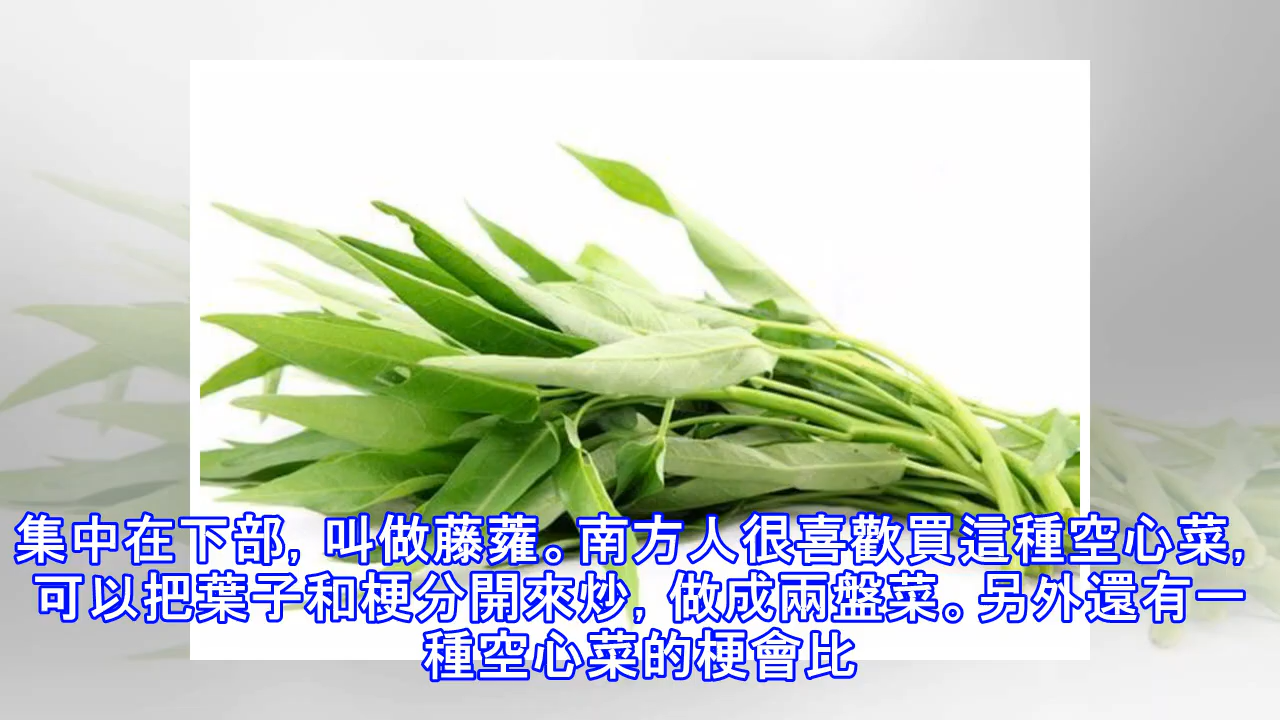 集中在下部，叫做藤蕹。南方人很喜歡買這種空心菜，
可以把葉子和梗分開來炒，做成兩盤菜。另外還有一
種空心菜的梗會比